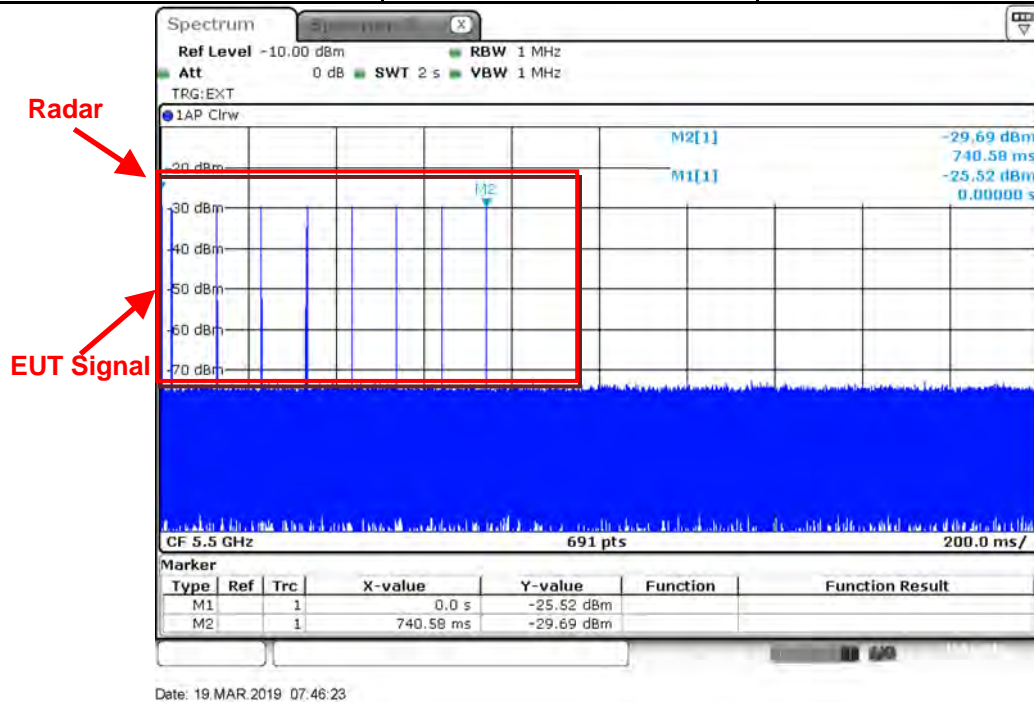 Spectrum
X
Ref Level -10.00 dBm RBW 1 MHz
Att 0 dB SWT 2 s VBW 1 MHz
TRG:EXT
1AP Clrw
Radar
M2[1] -29.69 dBm
740.58 ms
-20 dBm
M1[1] -25.52 dBm
0.00000 s
M2
-30 dBm
-40 dBm
-50 dBm
-60 dBm
EUT Signal
-70 dBm
CF 5.5 GHz 691 pts 200.0 ms/
Marker
Type Ref Trc X-value Y-value Function Function Result
M1 1 0.0 s -25.52 dBm
M2 1 740.58 ms -29.69 dBm
Date: 19.MAR.2019 07:46:23